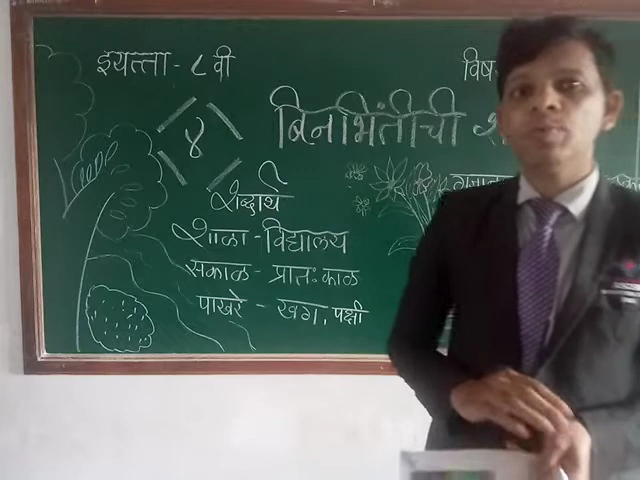 इयत्ता - ८ वी
विष
४
बिनभिंतीची
शब्दार्थ
शाळा - विद्यालय
सकाळ - प्रातःकाळ
पाखरे - खग, पक्षी